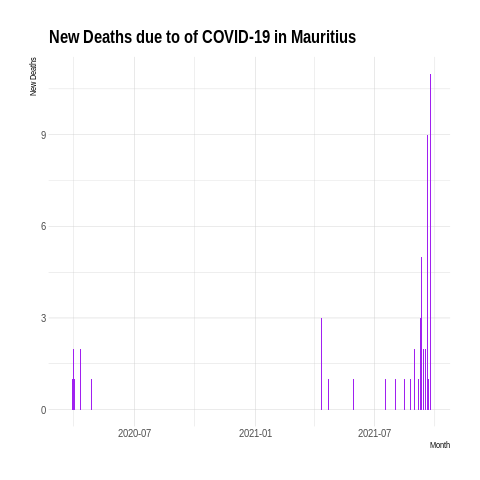 New Deaths due to of COVID-19 in Mauritius
New Deaths
9
6
3
0
2020-07 2021-01 2021-07
Month